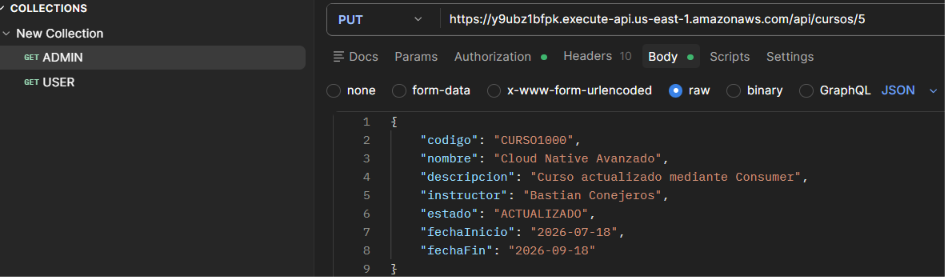 COLLECTIONS
New Collection
GET ADMIN
GET USER
PUT https://y9ubz1bfpk.execute-api.us-east-1.amazonaws.com/api/cursos/5
Docs Params Authorization Headers 10 Body Scripts Settings
none form-data x-www-form-urlencoded raw binary GraphQL JSON
1 {
2 "codigo": "CURSO1000",
3 "nombre": "Cloud Native Avanzado",
4 "descripcion": "Curso actualizado mediante Consumer",
5 "instructor": "Bastian Conejeros",
6 "estado": "ACTUALIZADO",
7 "fechaInicio": "2026-07-18",
8 "fechaFin": "2026-09-18"
9 }